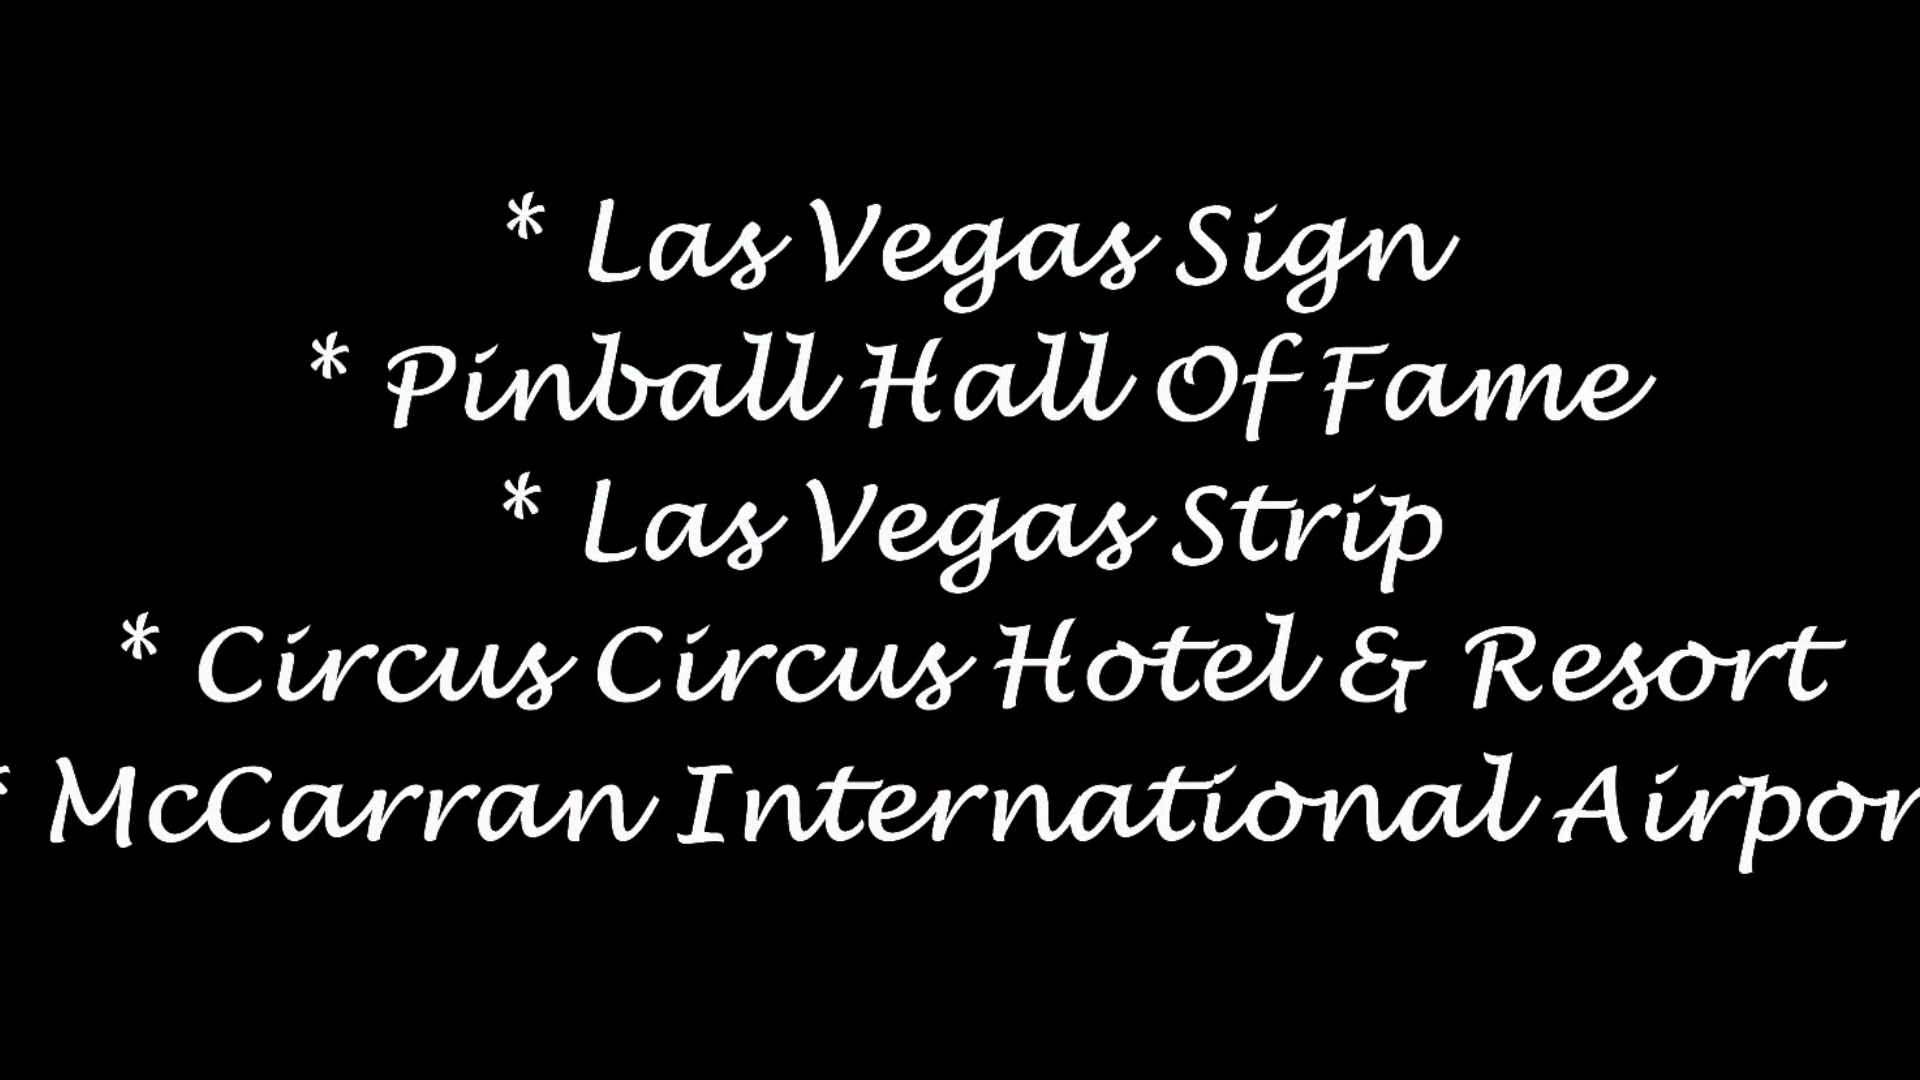 * Las Vegas Sign
* Pinball Hall Of Fame
* Las Vegas Strip
* Circus Circus Hotel & Resort
* McCarran International Airpor